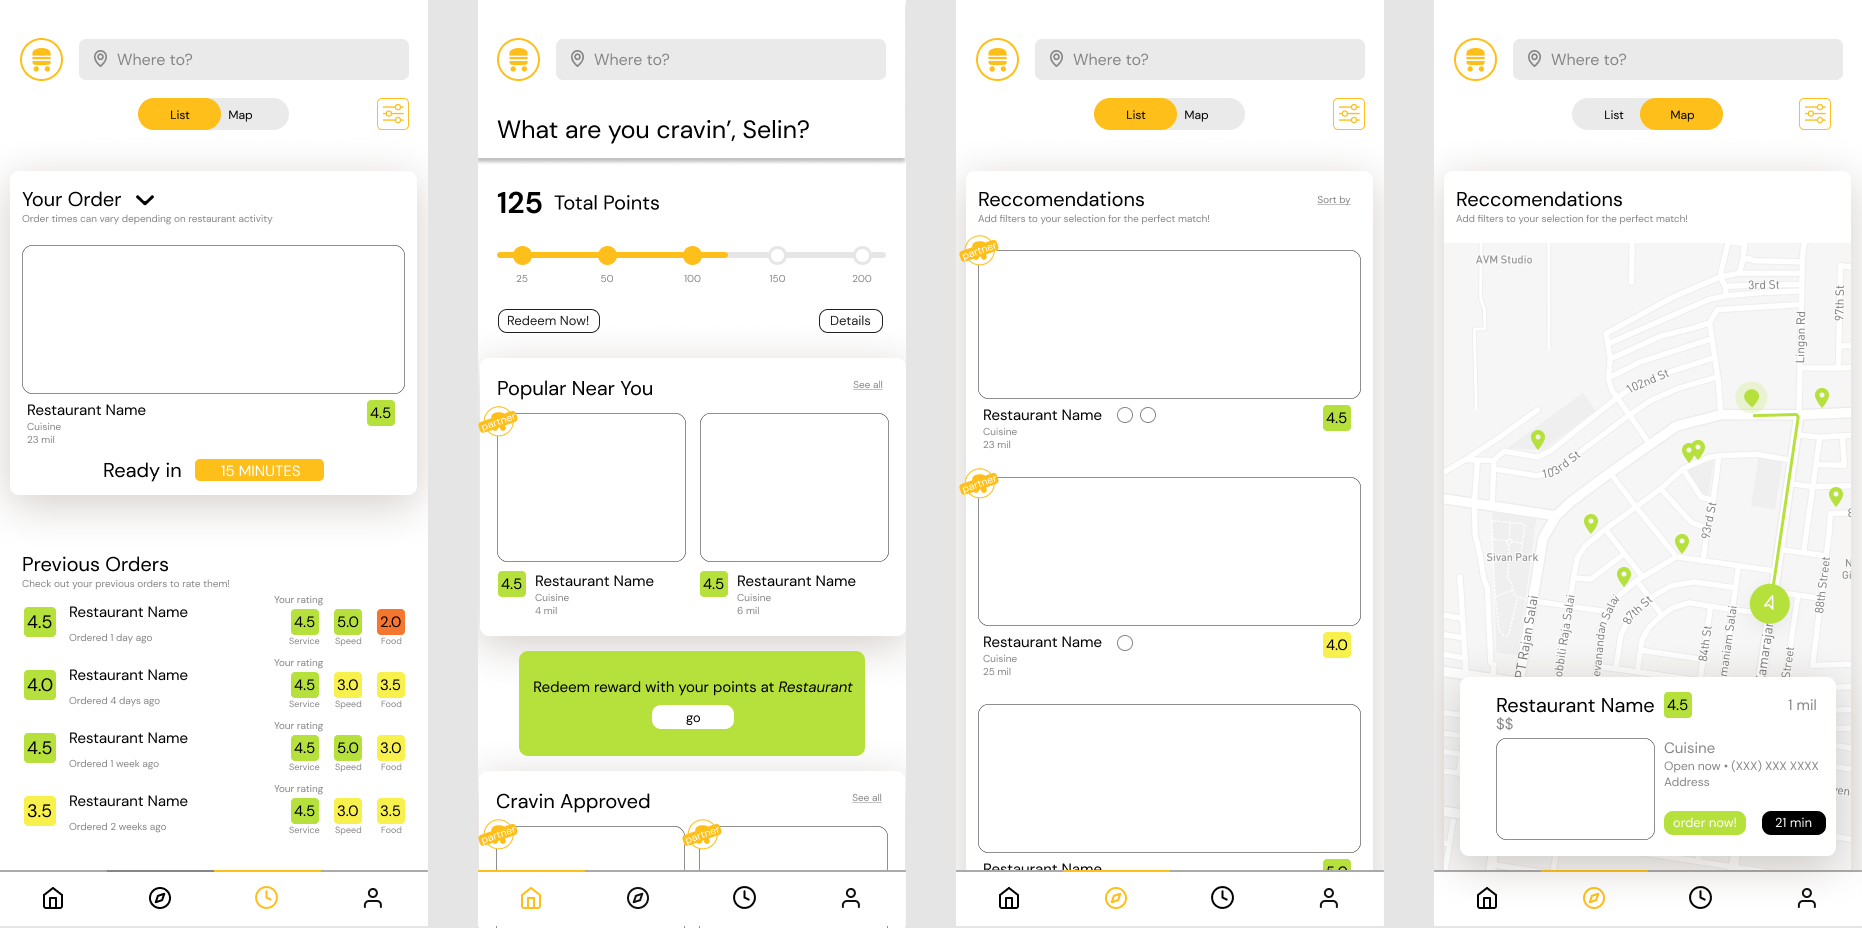 Where to?
List
Map
Your Order
Order times can vary depending on restaurant activity
Restaurant Name
4.5
Cuisine
23 mil
Ready in
15 MINUTES
Previous Orders
Check out your previous orders to rate them!
Your rating
4.5
Restaurant Name
4.5
5.0
2.0
Ordered 1 day ago
Service
Speed
Food
Your rating
4.0
Restaurant Name
4.5
3.0
3.5
Ordered 4 days ago
Service
Speed
Food
Your rating
4.5
Restaurant Name
4.5
5.0
3.0
Ordered 1 week ago
Service
Speed
Food
Your rating
3.5
Restaurant Name
4.5
3.0
3.5
Ordered 2 weeks ago
Service
Speed
Food
Where to?
What are you cravin', Selin?
125 Total Points
25
50
100
150
200
Redeem Now!
Details
Popular Near You
See all
partner
4.5
Restaurant Name
Cuisine
4 mil
4.5
Restaurant Name
Cuisine
6 mil
Redeem reward with your points at Restaurant
go
Cravin Approved
See all
partner
partner
Where to?
List
Map
Reccomendations
Sort by
Add filters to your selection for the perfect match!
partner
Restaurant Name
4.5
Cuisine
23 mil
partner
Restaurant Name
4.0
Cuisine
25 mil
Restaurant Name
5.0
Where to?
List
Map
Reccomendations
Add filters to your selection for the perfect match!
AVM Studio
3rd St
97th St
Lingan Rd
102nd St
103rd St
93rd St
Sivan Park
87th St
88th Street
PT Rajan Salai
obbili Raja Salai
evanandan Salai
84th St
maniam Salai
amarajar
Street
Restaurant Name
4.5
1 mil
$$
Cuisine
Open now • (XXX) XXX XXXX
Address
order now!
21 min